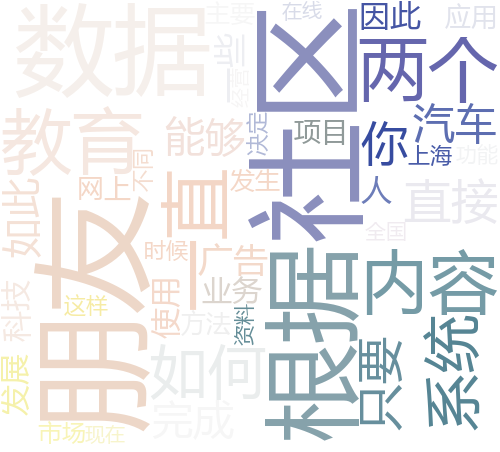 数据
主要
在线
因此
应用
一些
社区
两个
经营
教育
能够
决定
项目
你
汽车
上海
功能
不同
网上
发生
人
直接
如此
朋友
一直
全国
时候
广告
根据
内容
科技
这样
使用
业务
方法
资料
系统
如何
只要
发展
完成
市场
现在